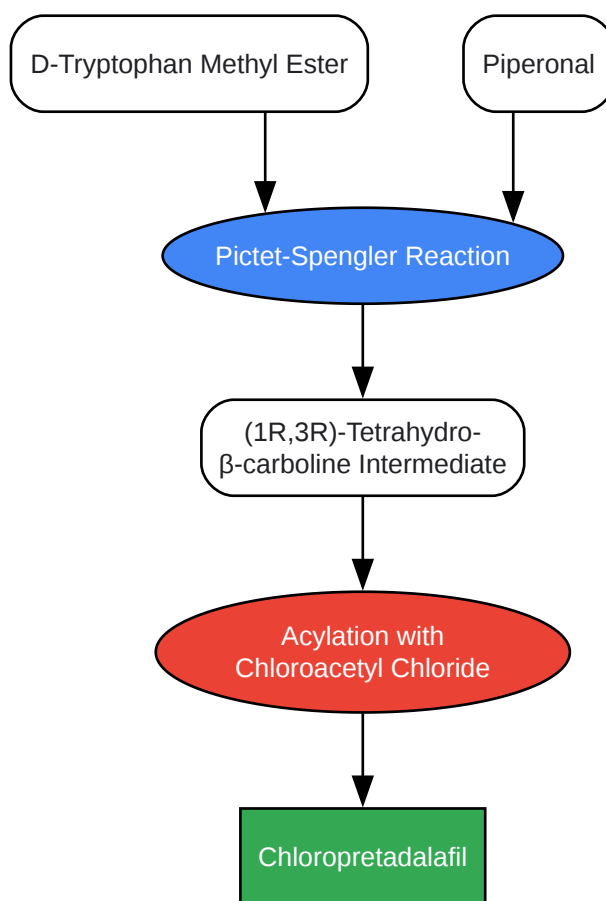 D-Tryptophan Methyl Ester
Piperonal
Pictet-Spengler Reaction
(1R,3R)-Tetrahydro-
β-carboline Intermediate
Acylation with
Chloroacetyl Chloride
Chloropretadalafil